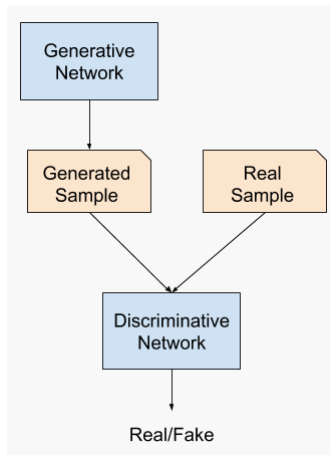 Generative
Network
Generated
Sample
Real
Sample
Discriminative
Network
Real/Fake